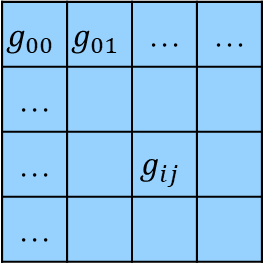 g₀₀ g₀₁ … …
…
… gᵢⱼ
…